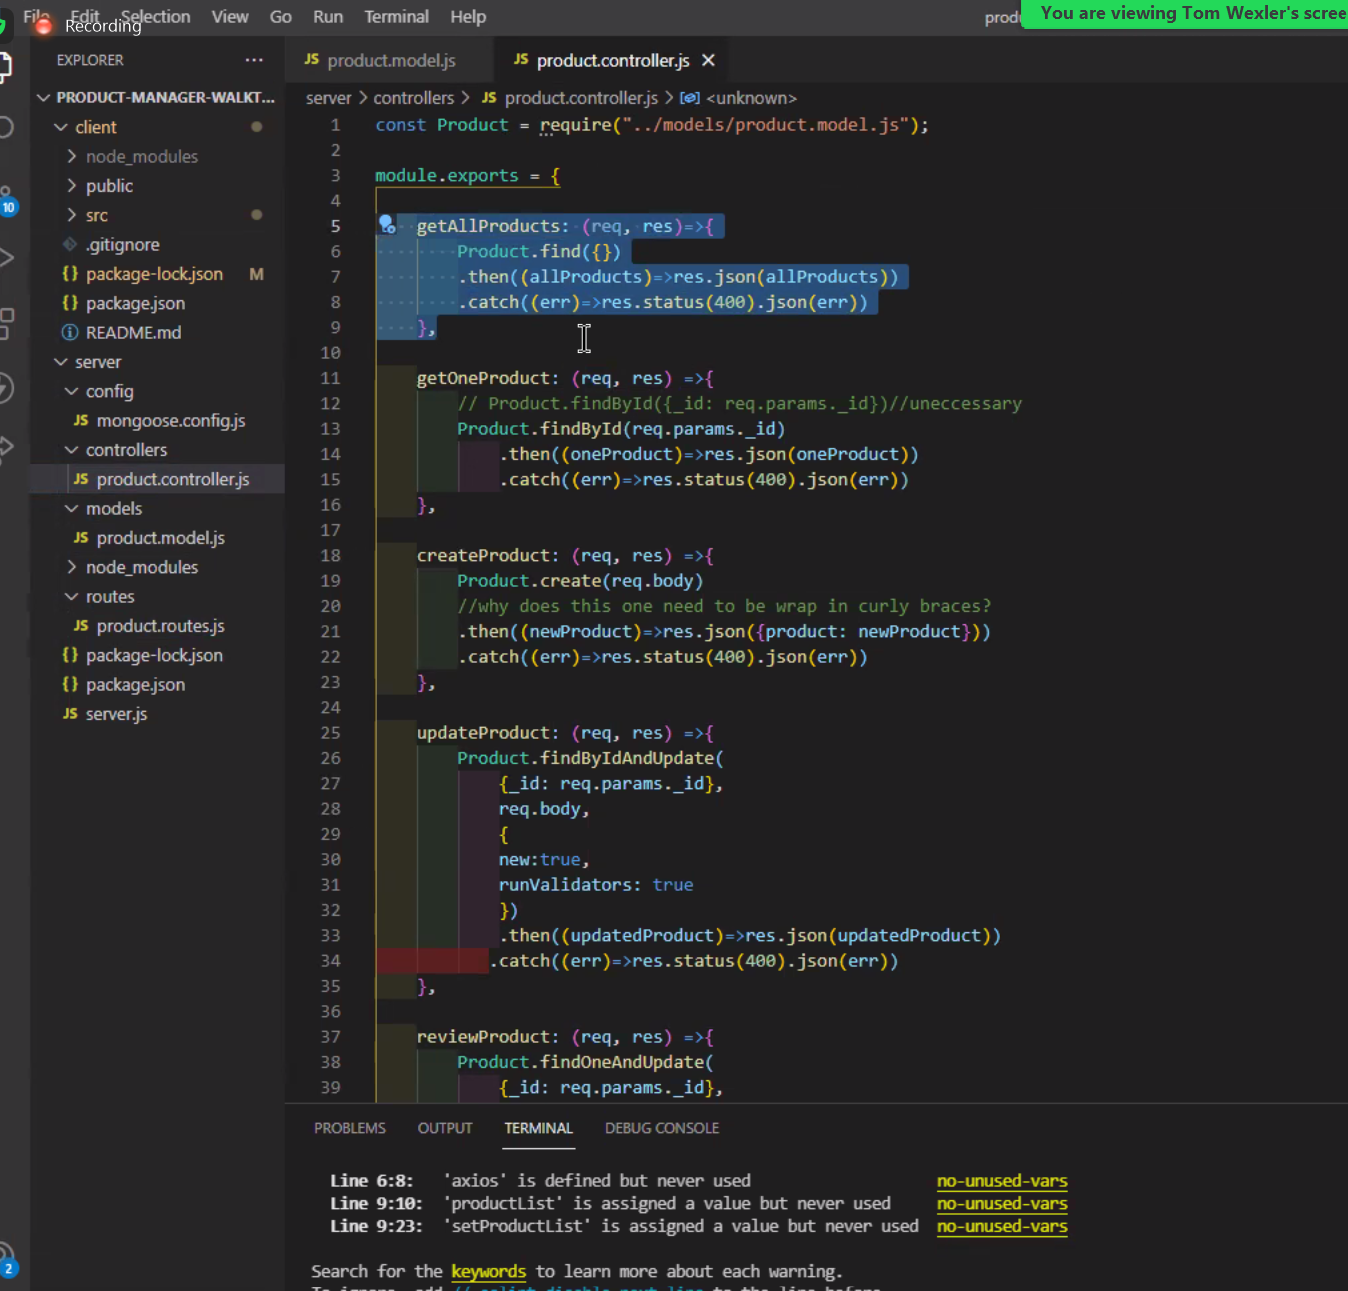 File Edit Selection View Go Run Terminal Help
Recording
You are viewing Tom Wexler's scree
EXPLORER
PRODUCT-MANAGER-WALKT...
client
node_modules
public
src
.gitignore
package-lock.json M
package.json
README.md
server
config
JS mongoose.config.js
controllers
JS product.controller.js
models
JS product.model.js
node_modules
routes
JS product.routes.js
package-lock.json
package.json
JS server.js
10
2
JS product.model.js
JS product.controller.js
server > controllers > JS product.controller.js > <unknown>
1 const Product = require("../models/product.model.js");
2
3 module.exports = {
4
5 getAllProducts: (req, res)=>{
6 Product.find({})
7 .then((allProducts)=>res.json(allProducts))
8 .catch((err)=>res.status(400).json(err))
9 },
10
11 getOneProduct: (req, res) =>{
12 // Product.findById({_id: req.params._id})//uneccessary
13 Product.findById(req.params._id)
14 .then((oneProduct)=>res.json(oneProduct))
15 .catch((err)=>res.status(400).json(err))
16 },
17
18 createProduct: (req, res) =>{
19 Product.create(req.body)
20 //why does this one need to be wrap in curly braces?
21 .then((newProduct)=>res.json({product: newProduct}))
22 .catch((err)=>res.status(400).json(err))
23 },
24
25 updateProduct: (req, res) =>{
26 Product.findByIdAndUpdate(
27 {_id: req.params._id},
28 req.body,
29 {
30 new:true,
31 runValidators: true
32 })
33 .then((updatedProduct)=>res.json(updatedProduct))
34 .catch((err)=>res.status(400).json(err))
35 },
36
37 reviewProduct: (req, res) =>{
38 Product.findOneAndUpdate(
39 {_id: req.params._id},
PROBLEMS OUTPUT TERMINAL DEBUG CONSOLE
Line 6:8: 'axios' is defined but never used no-unused-vars
Line 9:10: 'productList' is assigned a value but never used no-unused-vars
Line 9:23: 'setProductList' is assigned a value but never used no-unused-vars
Search for the keywords to learn more about each warning.